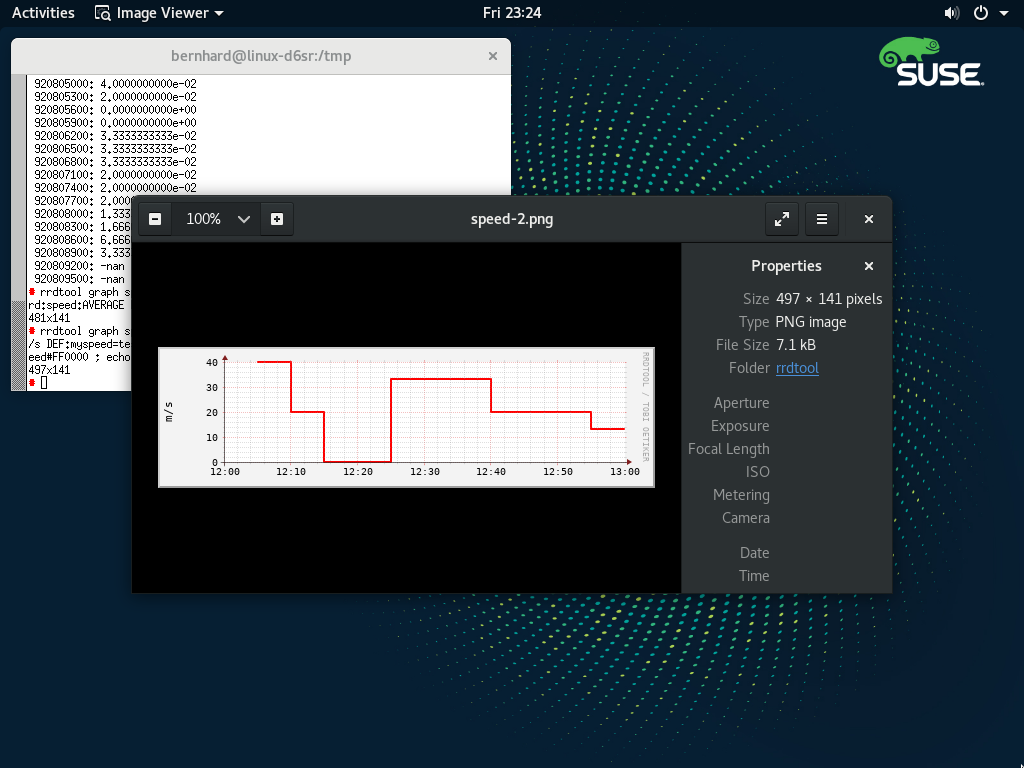 Activities Image Viewer Fri 23:24
SUSE
bernhard@linux-d6sr:/tmp
920805000: 4.0000000000e-02
920805300: 2.0000000000e-02
920805600: 0.0000000000e+00
920805900: 0.0000000000e+00
920806200: 3.3333333333e-02
920806500: 3.3333333333e-02
920806800: 3.3333333333e-02
920807100: 2.0000000000e-02
920807400: 2.0000000000e-02
920807700: 2.000
920808000: 1.333
920808300: 1.666
920808600: 6.666
920808900: 3.333
920809200: -nan
920809500: -nan
# rrdtool graph s
rd:speed:AVERAGE
481x141
# rrdtool graph s
/s DEF:myspeed=te
eed#FF0000 ; echo
497x141
#
100% speed-2.png
40
30
20
10
0
m/s
12:00 12:10 12:20 12:30 12:40 12:50 13:00
RRDTOOL / TOBI OETIKER
Properties
Size 497 × 141 pixels
Type PNG image
File Size 7.1 kB
Folder rrdtool
Aperture
Exposure
Focal Length
ISO
Metering
Camera
Date
Time